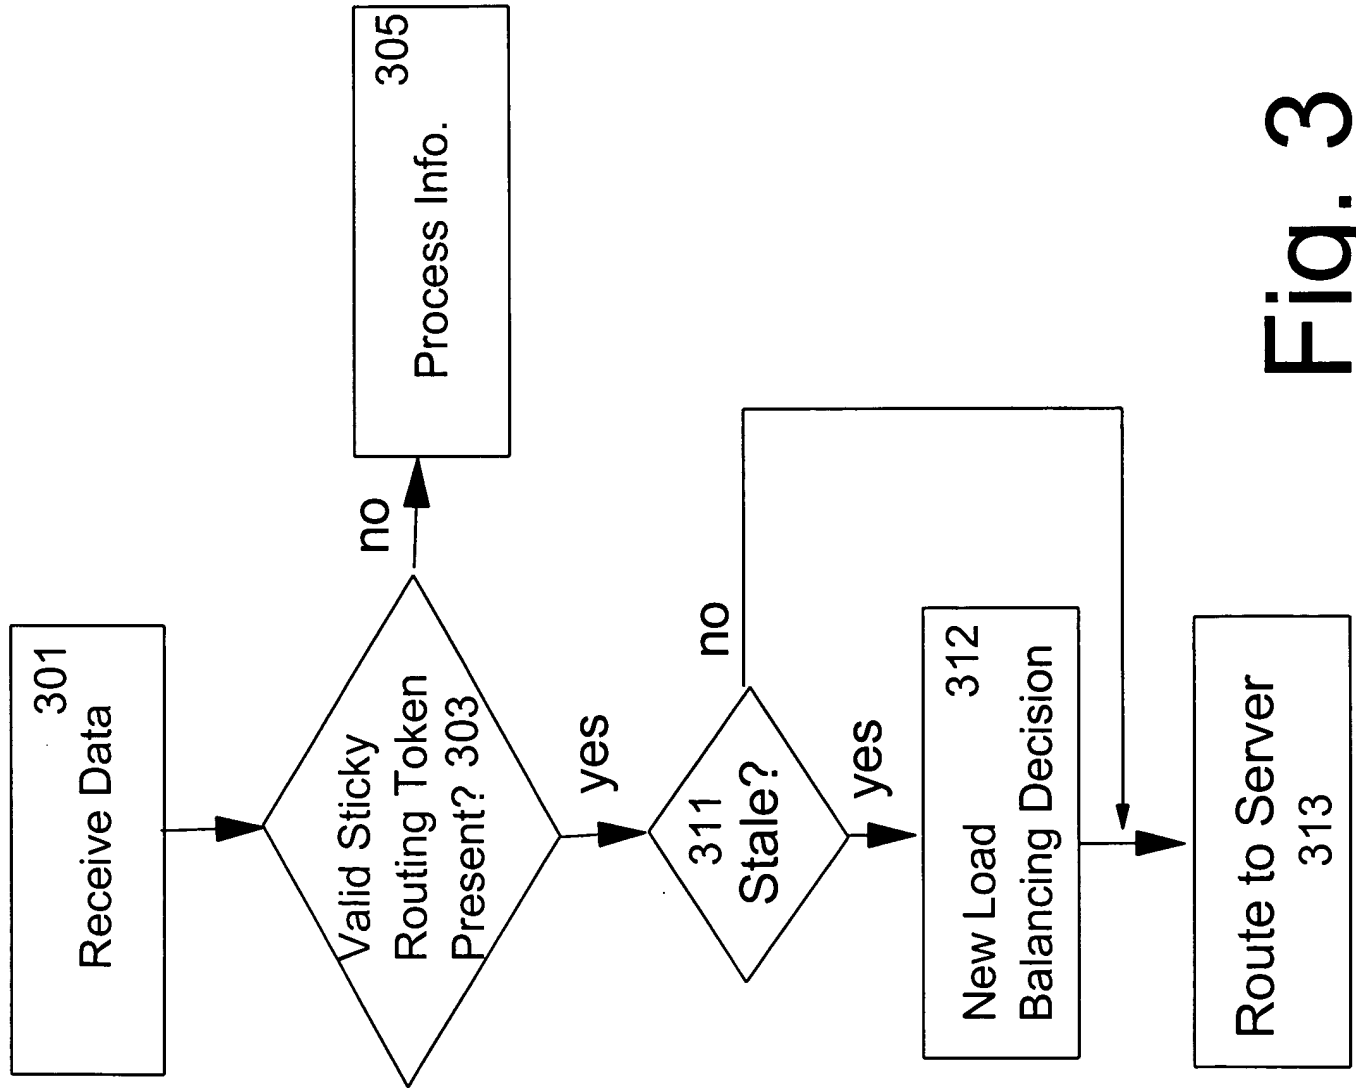 301
Receive Data
Valid Sticky
Routing Token
Present? 303
no
305
Process Info.
yes
311
Stale?
no
yes
312
New Load
Balancing Decision
Route to Server
313
Fig. 3